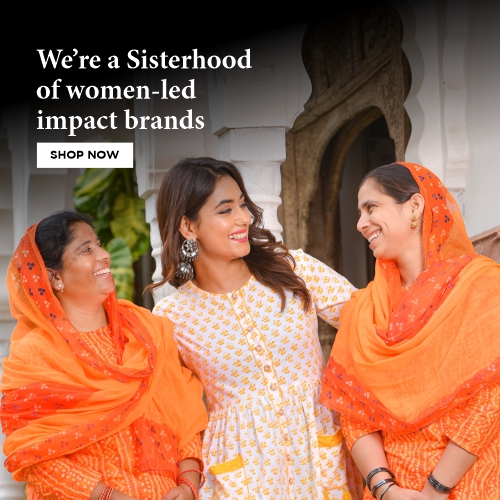 We’re a Sisterhood
of women-led
impact brands
SHOP NOW